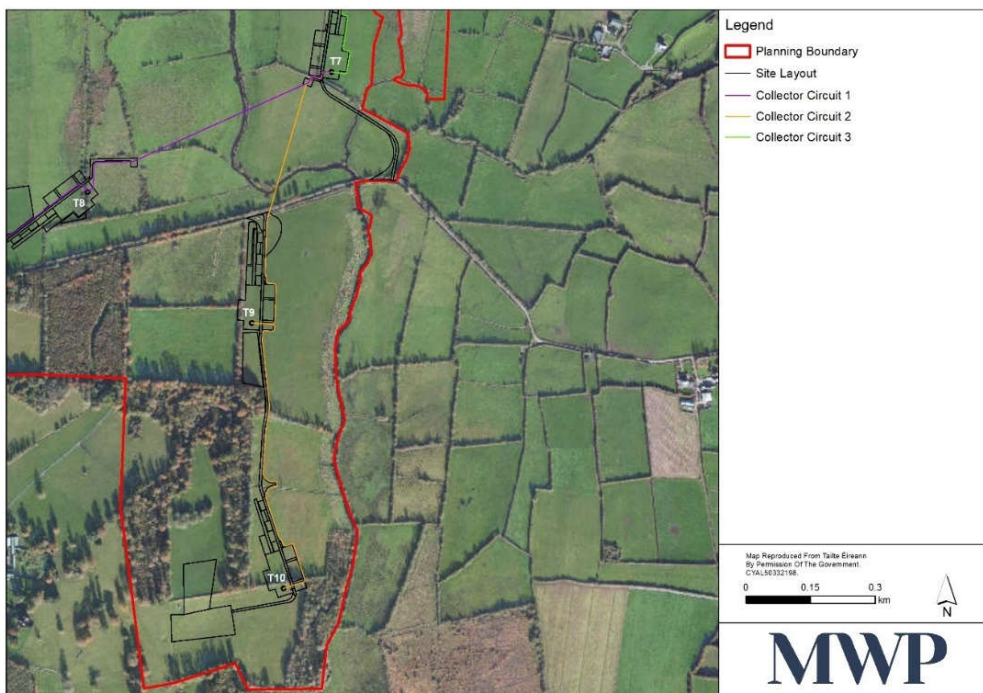 T7
T8
T9
T10
Legend
Planning Boundary
Site Layout
Collector Circuit 1
Collector Circuit 2
Collector Circuit 3
Map Reproduced From Tailte Éireann
By Permission Of The Government.
CYAL50332198.
0 0.15 0.3
km
N
MWP